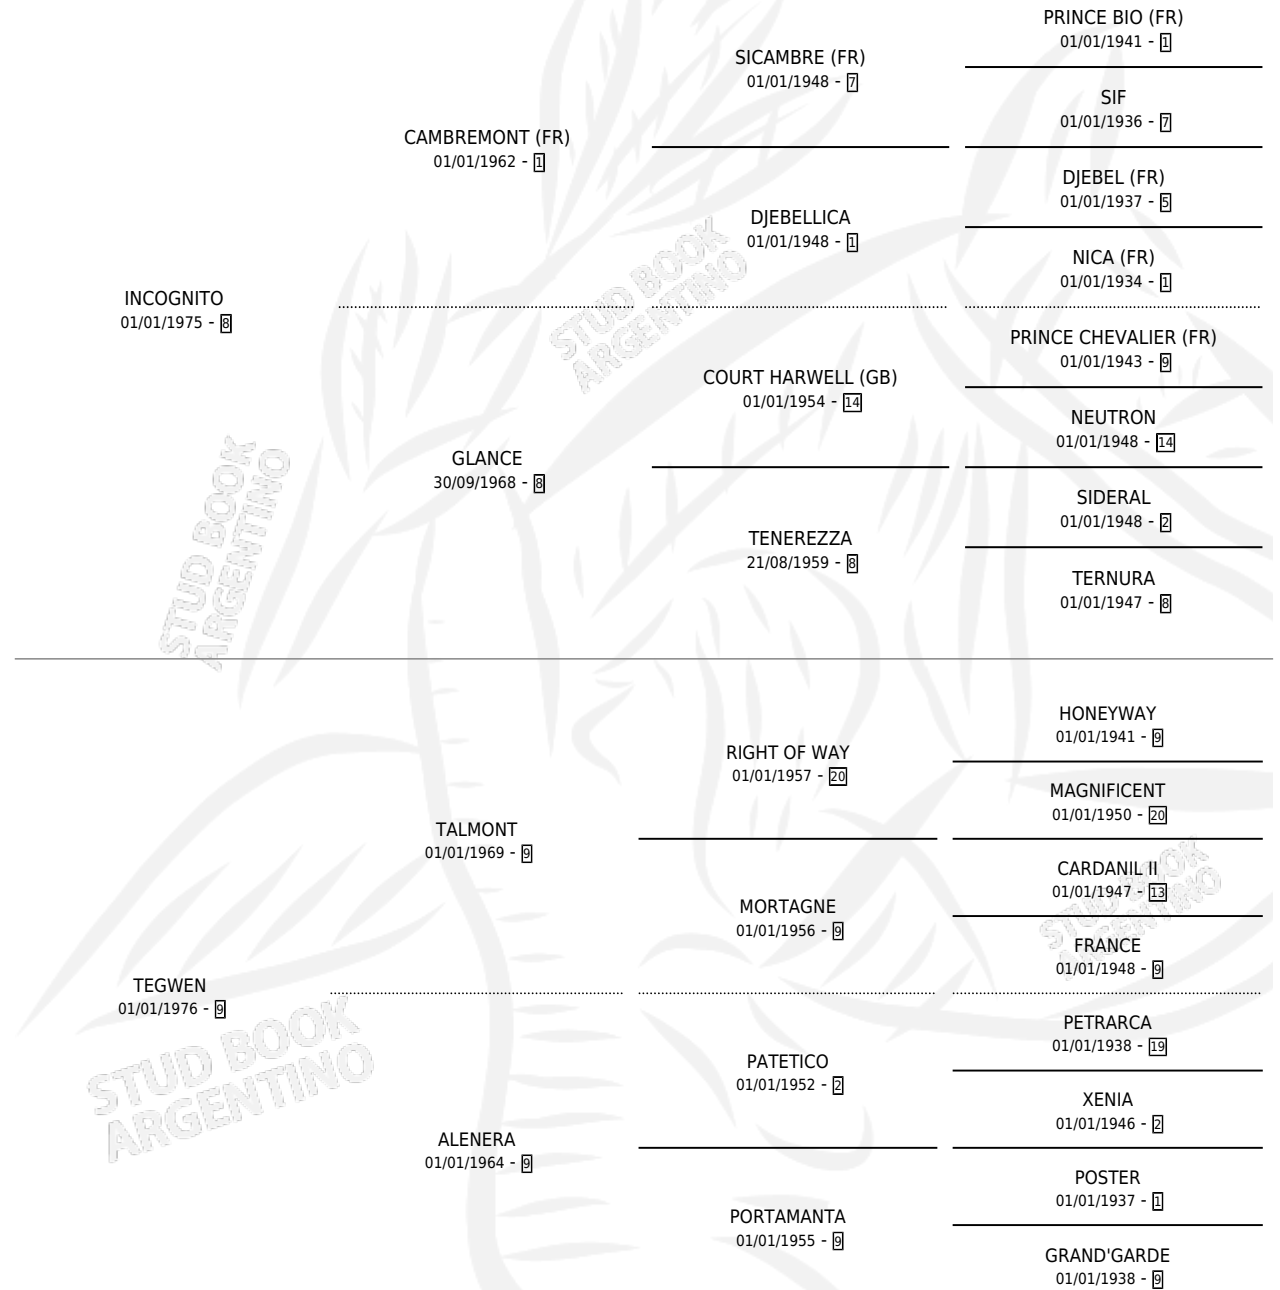 PRINCE BIO (FR)
01/01/1941 - 1
SICAMBRE (FR)
01/01/1948 - 7
SIF
01/01/1936 - 7
CAMBREMONT (FR)
01/01/1962 - 1
DJEBEL (FR)
01/01/1937 - 5
DJEBELLICA
01/01/1948 - 1
NICA (FR)
01/01/1934 - 1
INCOGNITO
01/01/1975 - 8
STUD BOOK
ARGENTINO
PRINCE CHEVALIER (FR)
01/01/1943 - 9
COURT HARWELL (GB)
01/01/1954 - 14
NEUTRON
01/01/1948 - 14
GLANCE
30/09/1968 - 8
SIDERAL
01/01/1948 - 2
TENEREZZA
21/08/1959 - 8
TERNURA
01/01/1947 - 8
STUD BOOK
ARGENTINO
HONEYWAY
01/01/1941 - 9
RIGHT OF WAY
01/01/1957 - 20
MAGNIFICENT
01/01/1950 - 20
TALMONT
01/01/1969 - 9
CARDANIL II
01/01/1947 - 13
STUD BOOK
ARGENTINO
MORTAGNE
01/01/1956 - 9
FRANCE
01/01/1948 - 9
TEGWEN
01/01/1976 - 9
STUD BOOK
ARGENTINO
PETRARCA
01/01/1938 - 19
PATETICO
01/01/1952 - 2
XENIA
01/01/1946 - 2
ALENERA
01/01/1964 - 9
POSTER
01/01/1937 - 1
PORTAMANTA
01/01/1955 - 9
GRAND'GARDE
01/01/1938 - 9